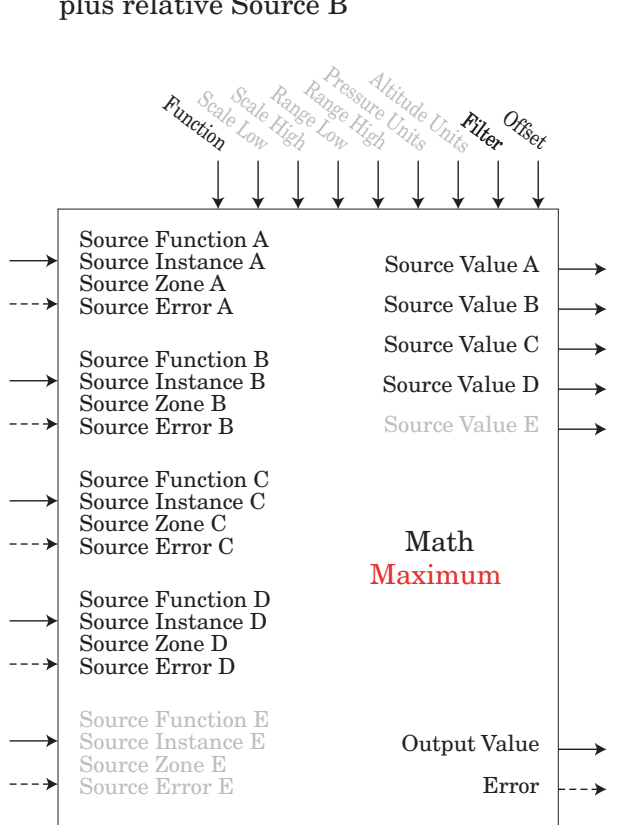 plus relative Source B
Function
Scale Low
Scale High
Range Low
Range High
Pressure Units
Altitude Units
Filter
Offset
Source Function A
Source Instance A
Source Zone A
Source Error A
Source Function B
Source Instance B
Source Zone B
Source Error B
Source Function C
Source Instance C
Source Zone C
Source Error C
Source Function D
Source Instance D
Source Zone D
Source Error D
Source Function E
Source Instance E
Source Zone E
Source Error E
Source Value A
Source Value B
Source Value C
Source Value D
Source Value E
Math
Maximum
Output Value
Error